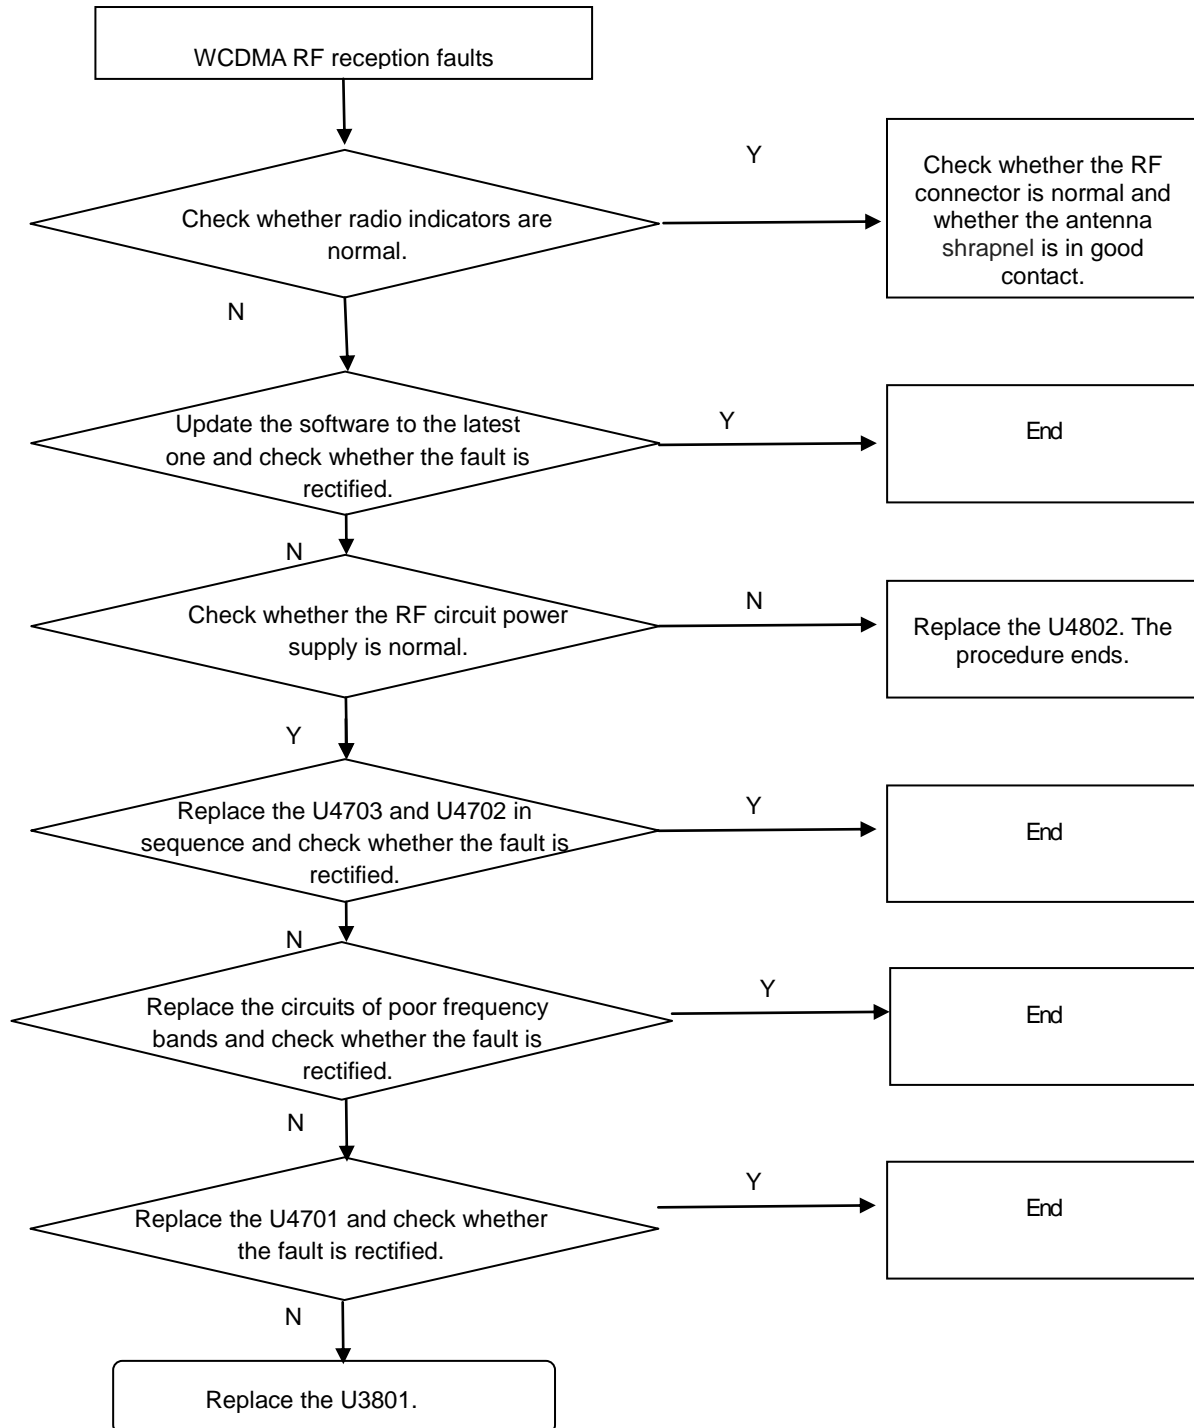 WCDMA RF reception faults
Y
Check whether the RF
connector is normal and
whether the antenna
shrapnel is in good
contact.
Check whether radio indicators are
normal.
N
Update the software to the latest
one and check whether the fault is
rectified.
Y
End
N
Check whether the RF circuit power
supply is normal.
N
Replace the U4802. The
procedure ends.
Y
Replace the U4703 and U4702 in
sequence and check whether the fault is
rectified.
Y
End
N
Replace the circuits of poor frequency
bands and check whether the fault is
rectified.
Y
End
N
Replace the U4701 and check whether
the fault is rectified.
Y
End
N
Replace the U3801.